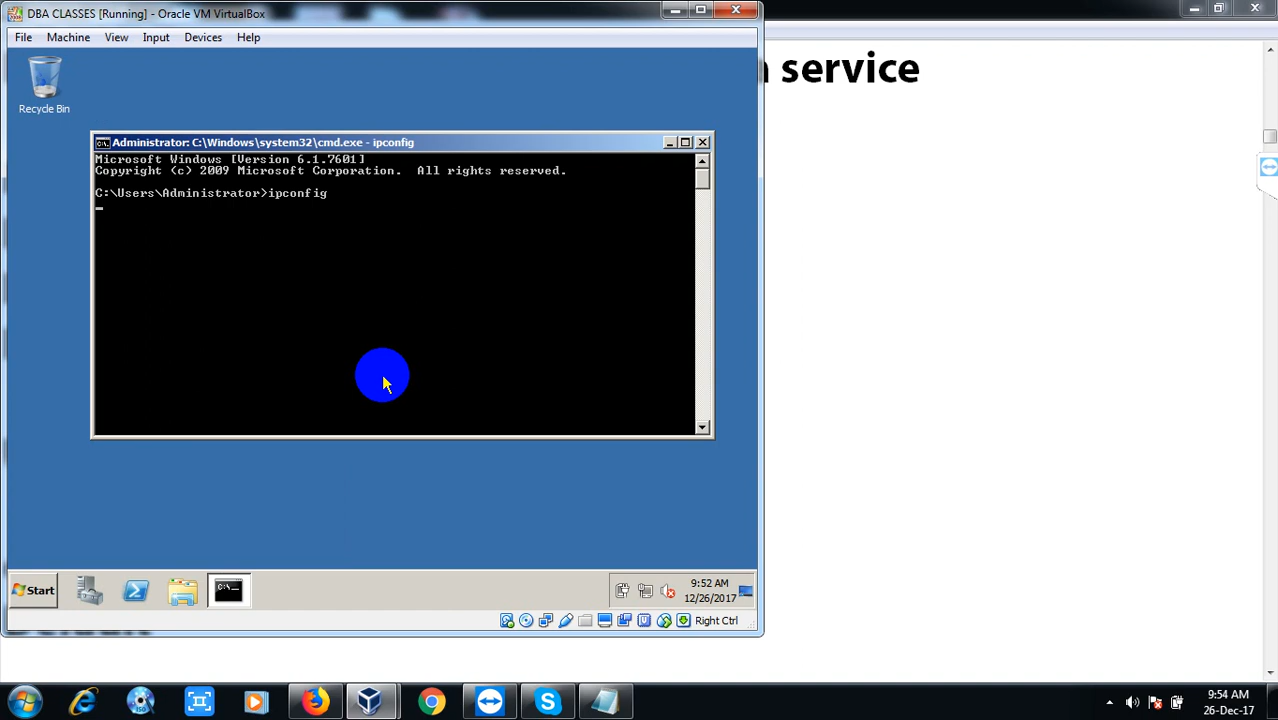 DBA CLASSES [Running] - Oracle VM VirtualBox
File Machine View Input Devices Help
service
Recycle Bin
Administrator: C:\Windows\system32\cmd.exe - ipconfig
Microsoft Windows [Version 6.1.7601]
Copyright (c) 2009 Microsoft Corporation. All rights reserved.
C:\Users\Administrator>ipconfig
Start
9:52 AM
12/26/2017
Right Ctrl
9:54 AM
26-Dec-17